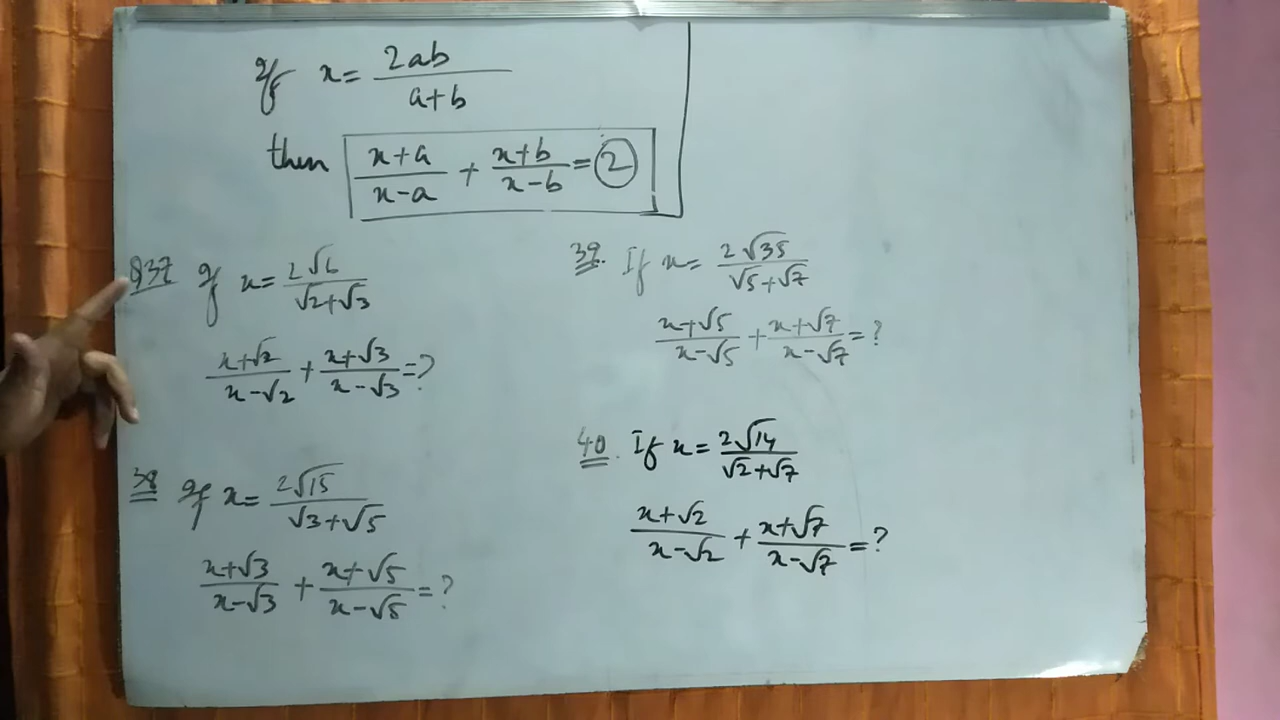 If x = 2ab / a+b
then x+a / x-a + x+b / x-b = 2
Q37 If x = 2√6 / √2+√3
x+√2 / x-√2 + x+√3 / x-√3 = ?
38 If x = 2√15 / √3+√5
x+√3 / x-√3 + x+√5 / x-√5 = ?
39. If x = 2√35 / √5+√7
x+√5 / x-√5 + x+√7 / x-√7 = ?
40. If x = 2√14 / √2+√7
x+√2 / x-√2 + x+√7 / x-√7 = ?